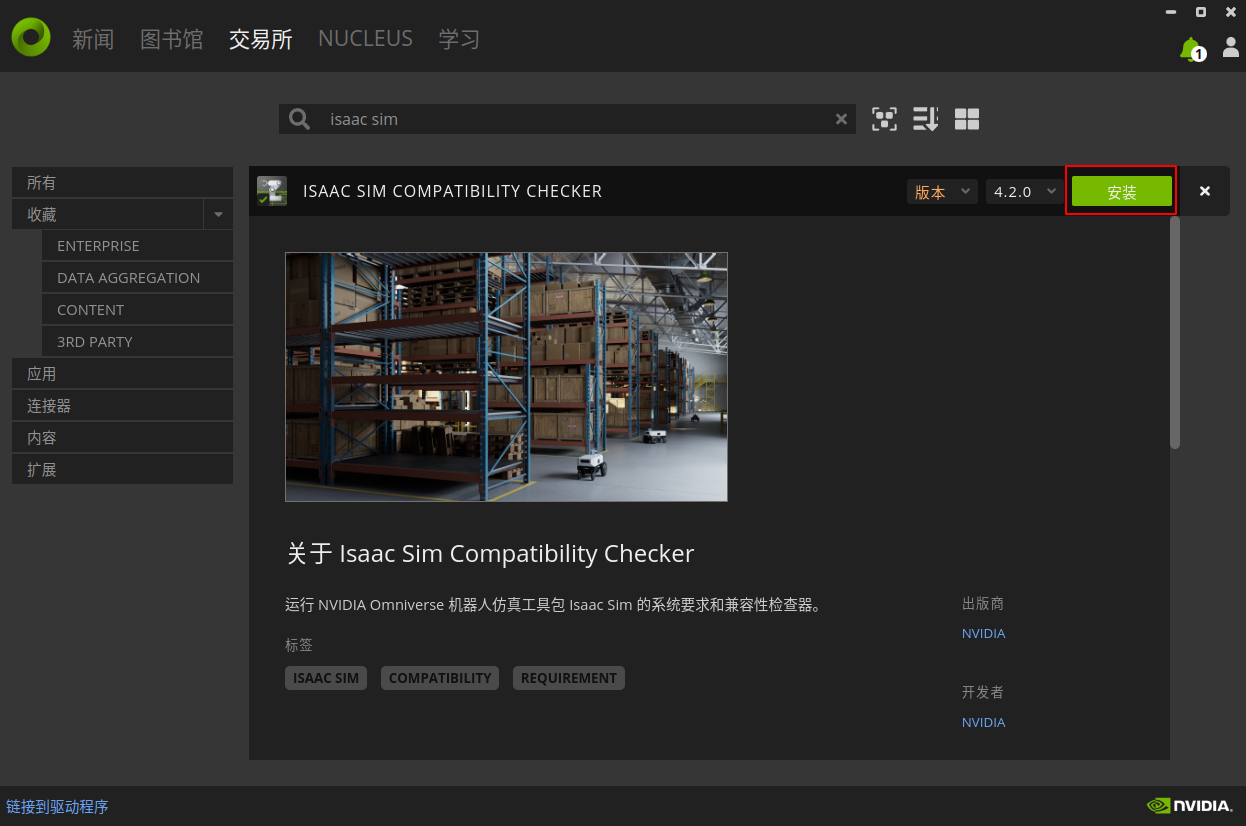 新闻 图书馆 交易所 NUCLEUS 学习
1
isaac sim
所有
收藏
ENTERPRISE
DATA AGGREGATION
CONTENT
3RD PARTY
应用
连接器
内容
扩展
ISAAC SIM COMPATIBILITY CHECKER 版本 4.2.0 安装
关于 Isaac Sim Compatibility Checker
运行 NVIDIA Omniverse 机器人仿真工具包 Isaac Sim 的系统要求和兼容性检查器。
标签
ISAAC SIM COMPATIBILITY REQUIREMENT
出版商
NVIDIA
开发者
NVIDIA
链接到驱动程序
NVIDIA.